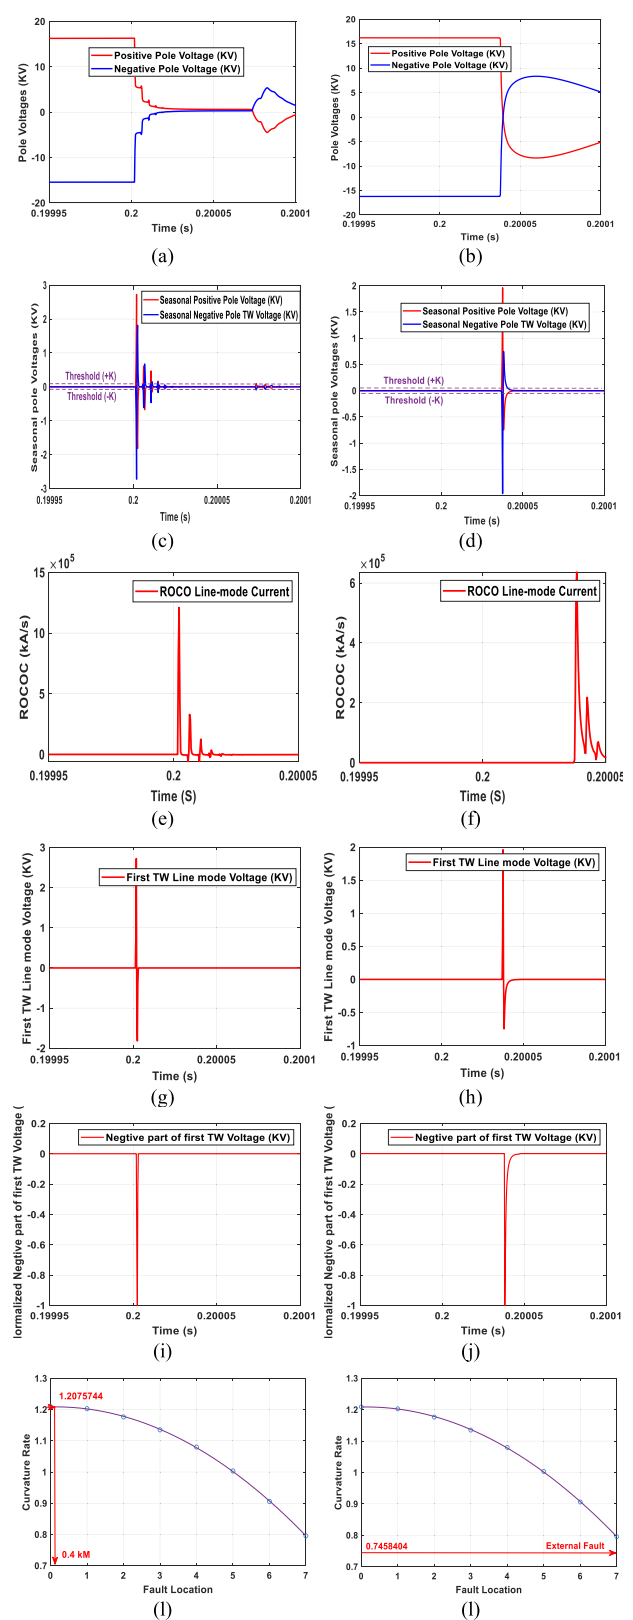 20
15
10
5
0
-5
-10
-15
-20
Pole Voltages (KV)
Positive Pole Voltage (KV)
Negative Pole Voltage (KV)
0.19995
0.2
0.20005
0.2001
Time (s)
(a)
20
15
10
5
0
-5
-10
-15
-20
Pole Voltages (KV)
Positive Pole Voltage (KV)
Negative Pole Voltage (KV)
0.19995
0.2
0.20005
0.2001
Time (s)
(b)
3
2
1
0
-1
-2
-3
Seasonal pole Voltages (KV)
Seasonal Positive Pole Voltage (KV)
Seasonal Negative Pole TW Voltage (KV)
Threshold (+K)
Threshold (-K)
0.19995
0.2
0.20005
0.2001
Time (s)
(c)
2
1.5
1
0.5
0
-0.5
-1
-1.5
-2
Seasonal pole Voltages (KV)
Seasonal Positive Pole Voltage (KV)
Seasonal Negative Pole TW Voltage (KV)
Threshold (+K)
Threshold (-K)
0.19995
0.2
0.20005
0.2001
Time (s)
(d)
×10⁵
15
10
5
0
ROCOC (kA/s)
ROCO Line-mode Current
0.19995
0.2
0.20005
Time (S)
(e)
×10⁵
6
4
2
0
ROCOC (kA/s)
ROCO Line-mode Current
0.19995
0.2
0.20005
Time (S)
(f)
3
2
1
0
-1
-2
First TW Line mode Voltage (KV)
First TW Line mode Voltage (KV)
0.19995
0.2
0.20005
0.2001
Time (s)
(g)
2
1.5
1
0.5
0
-0.5
-1
First TW Line mode Voltage (KV)
First TW Line mode Voltage (KV)
0.19995
0.2
0.20005
0.2001
Time (s)
(h)
0.2
0
-0.2
-0.4
-0.6
-0.8
-1
lormalized Negtive part of first TW Voltage (
Negtive part of first TW Voltage (KV)
0.19995
0.2
0.20005
0.2001
Time (s)
(i)
0.2
0
-0.2
-0.4
-0.6
-0.8
-1
lormalized Negtive part of first TW Voltage (
Negtive part of first TW Voltage (KV)
0.19995
0.2
0.20005
0.2001
Time (s)
(j)
1.3
1.2
1.1
1
0.9
0.8
0.7
Curvature Rate
1.2075744
0.4 kM
0 1 2 3 4 5 6 7
Fault Location
(l)
1.3
1.2
1.1
1
0.9
0.8
0.7
Curvature Rate
0.7458404
External Fault
0 1 2 3 4 5 6 7
Fault Location
(l)